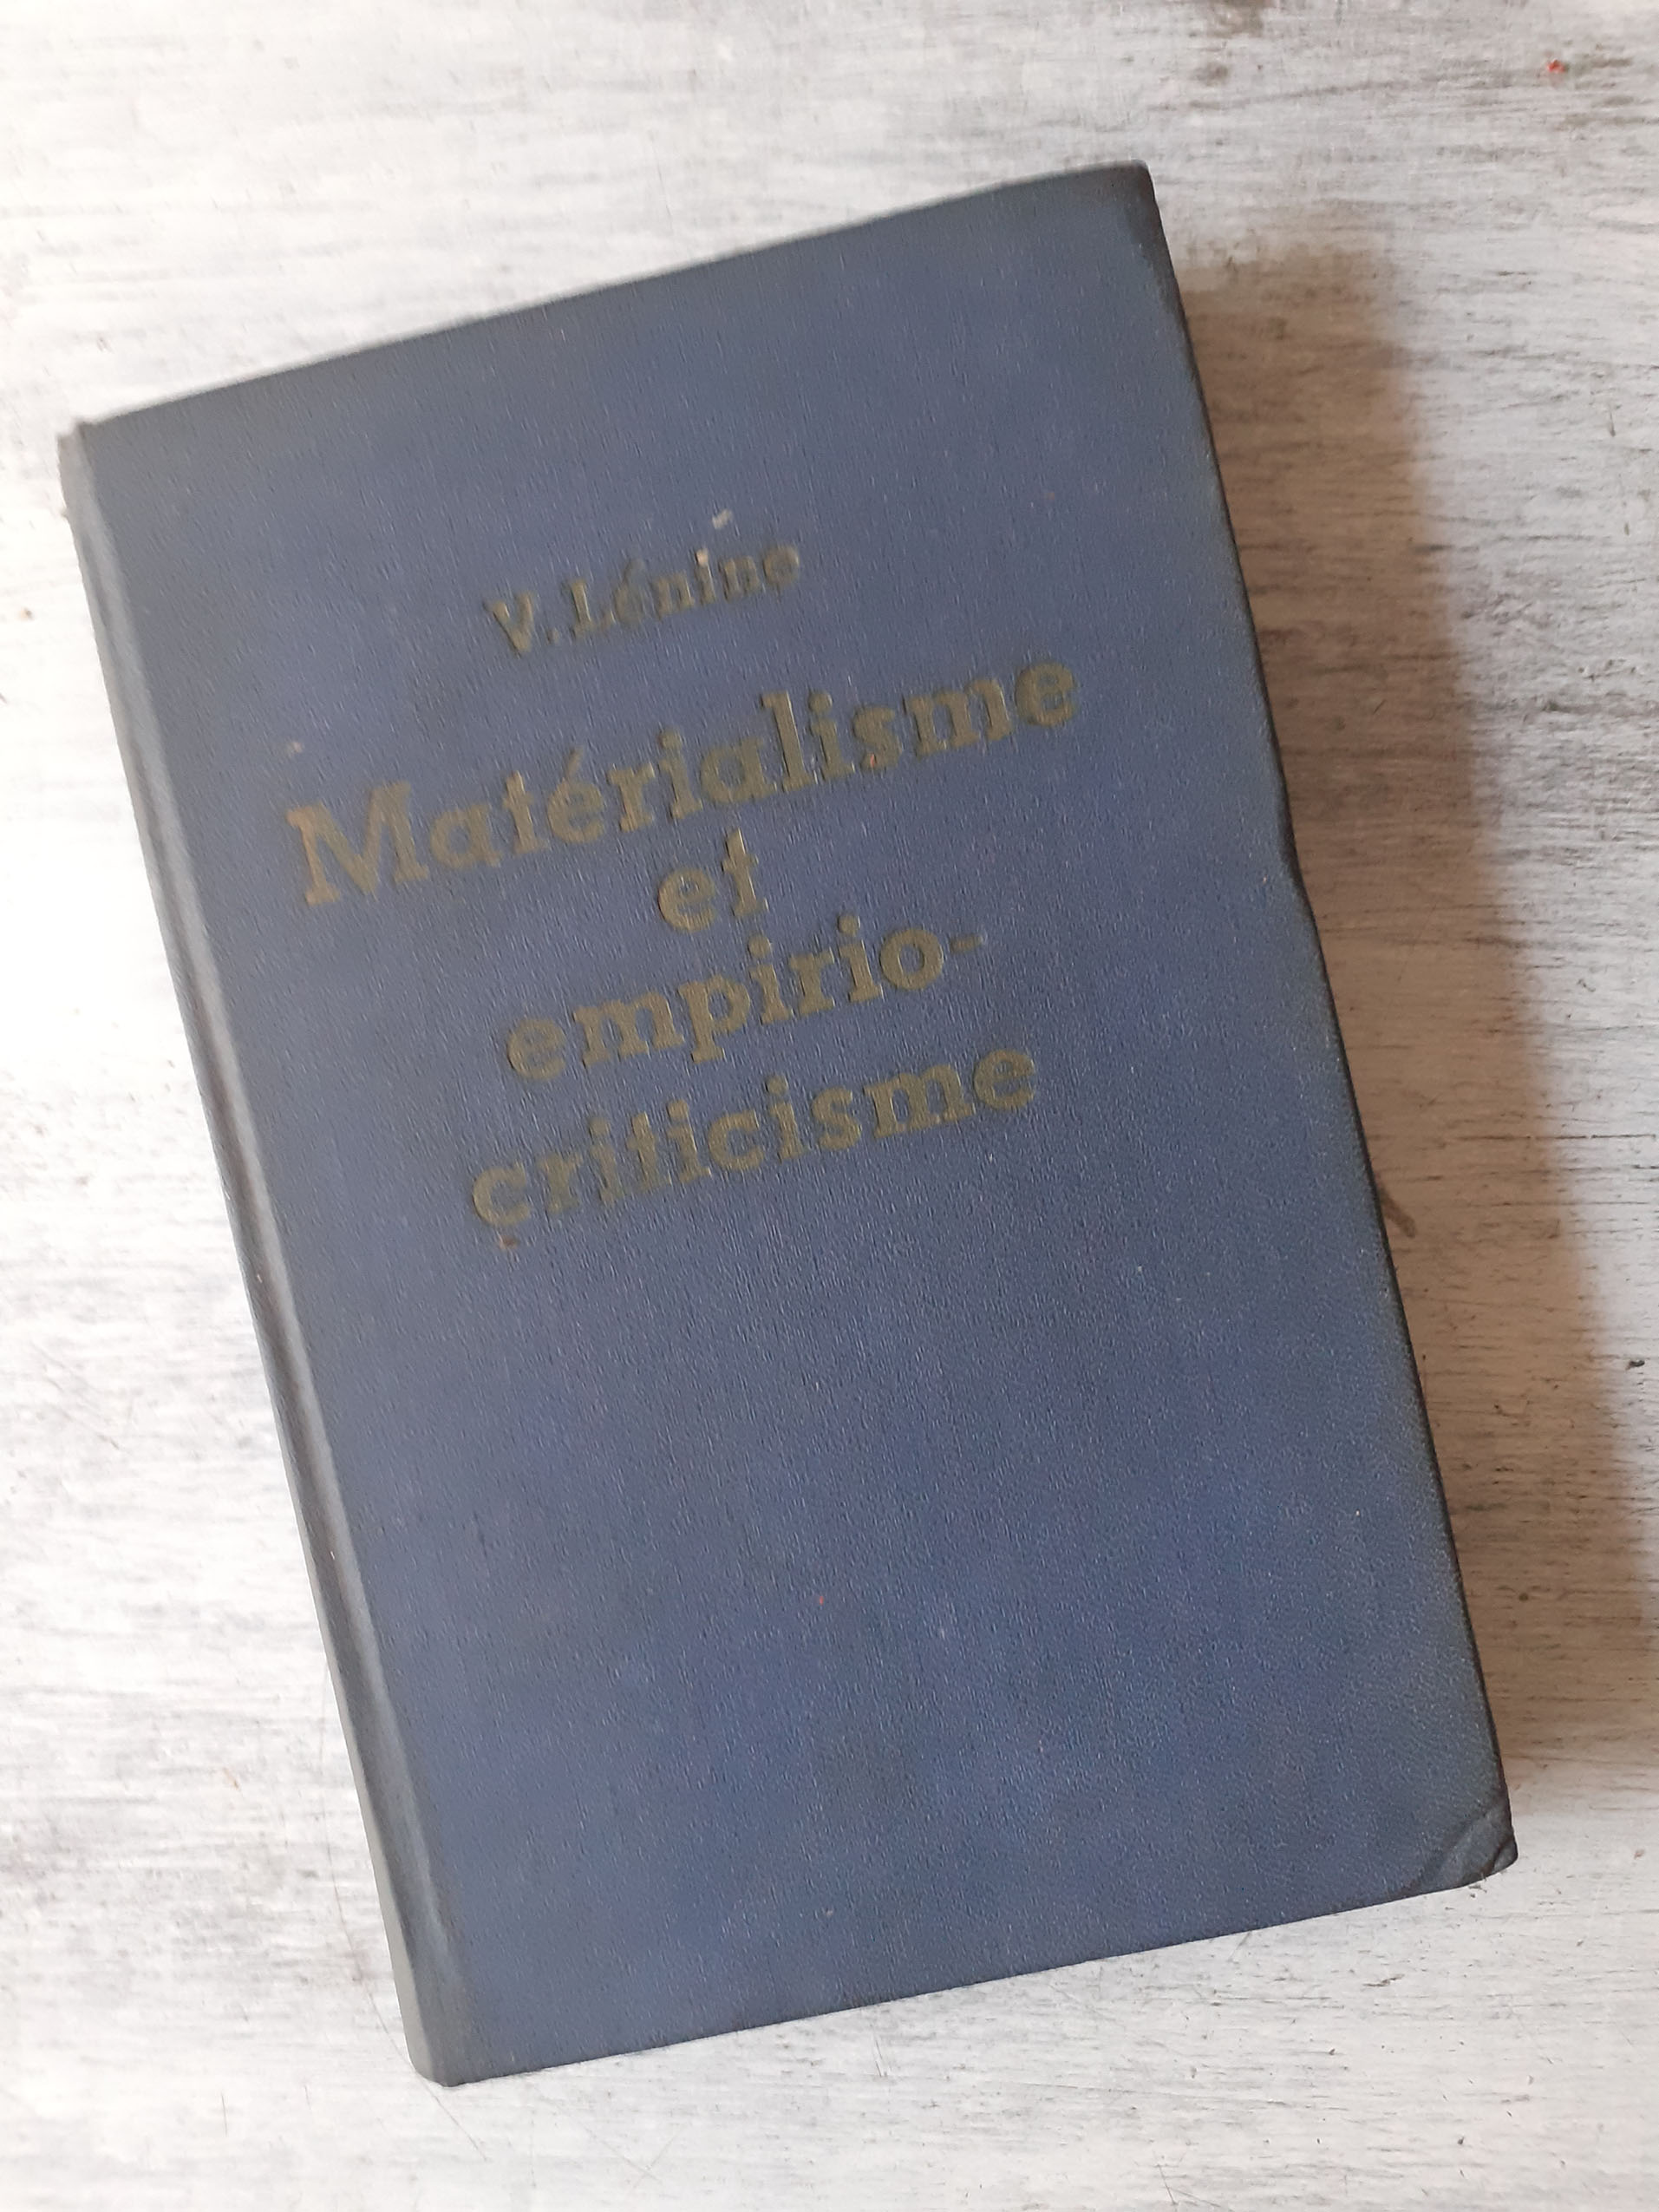 V. Lénine
Matérialisme
et
empirio-
criticisme